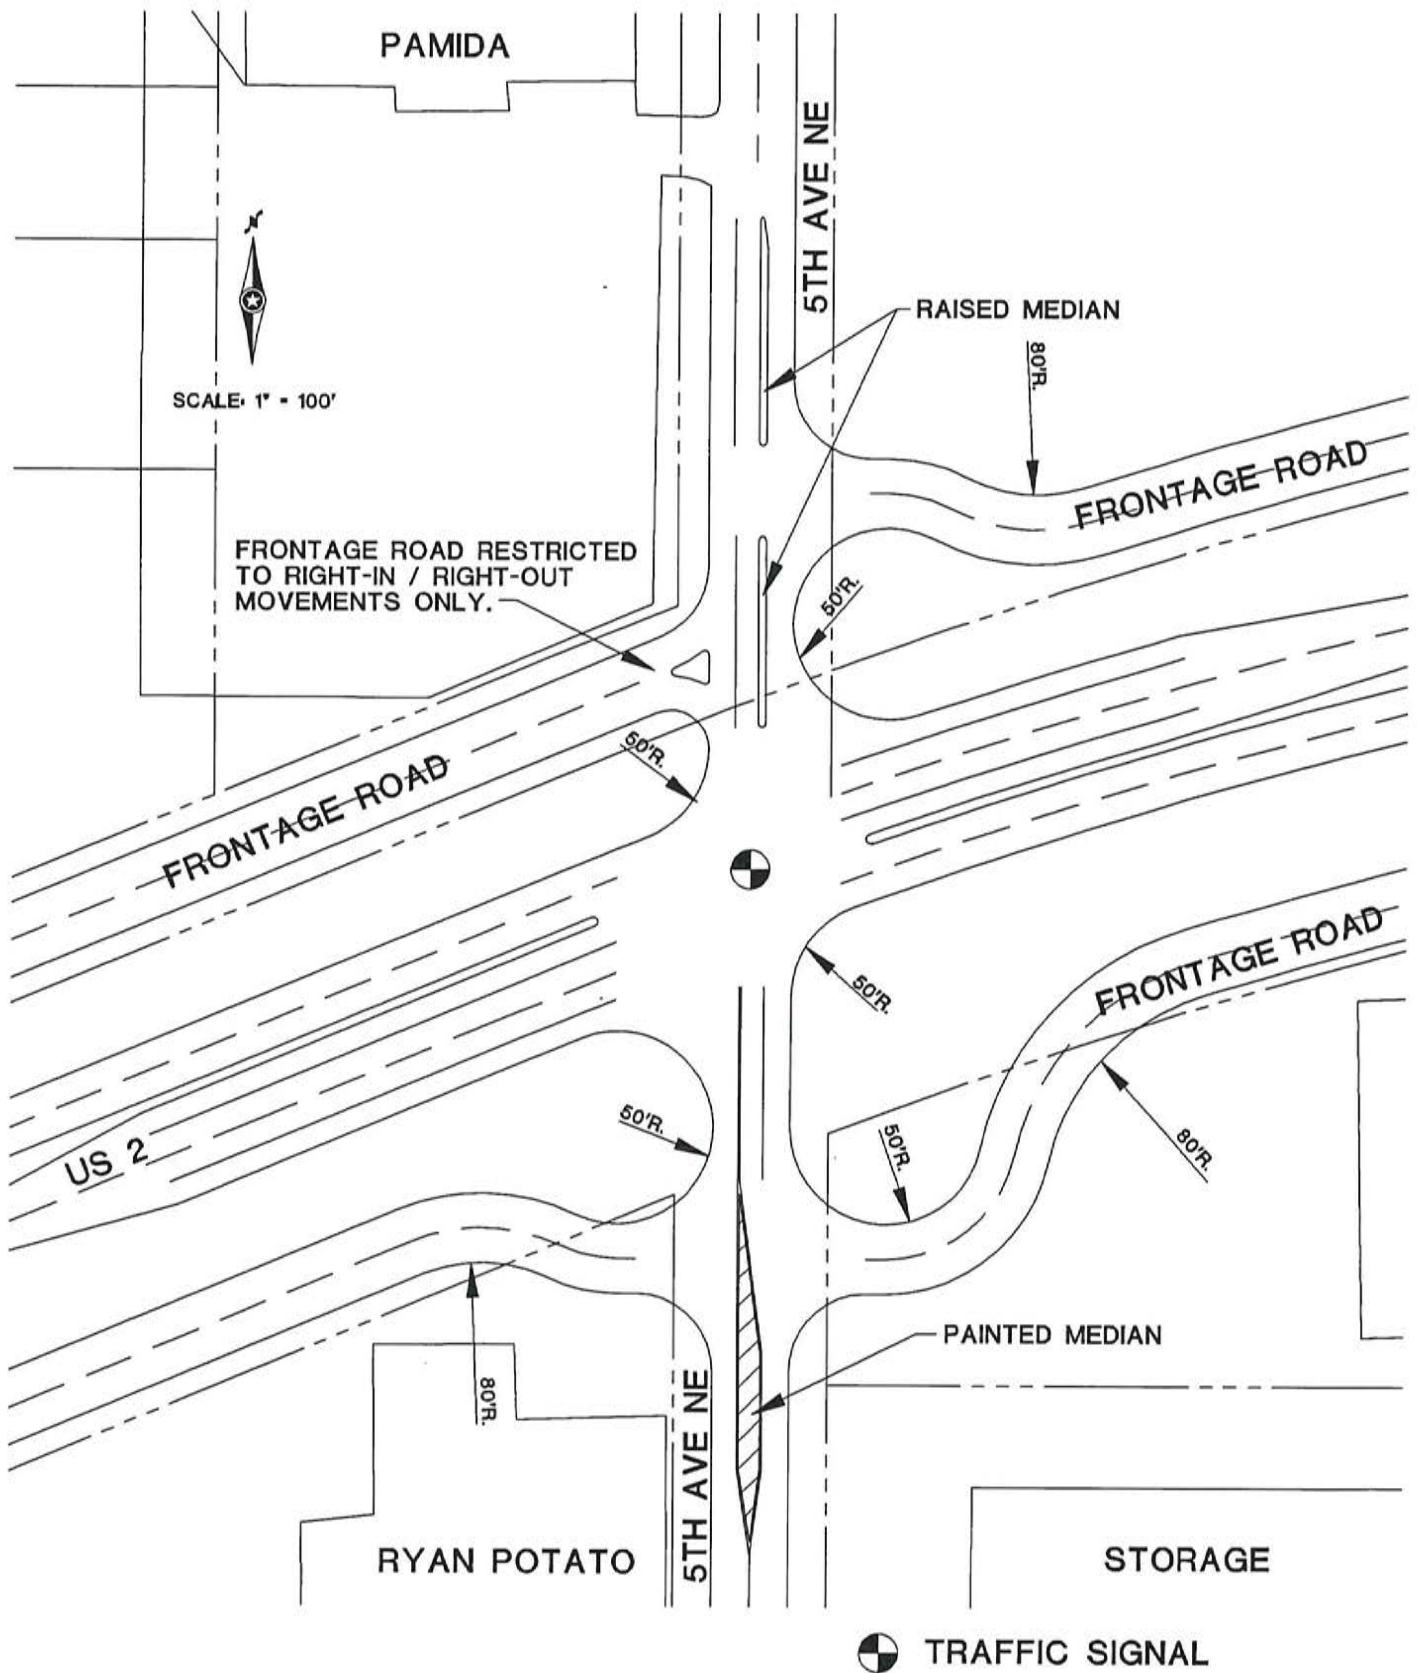 PAMIDA
5TH AVE NE
RAISED MEDIAN
80'R.
SCALE: 1" = 100'
FRONTAGE ROAD
FRONTAGE ROAD RESTRICTED
TO RIGHT-IN / RIGHT-OUT
MOVEMENTS ONLY.
50'R.
50'R.
FRONTAGE ROAD
FRONTAGE ROAD
50'R.
50'R.
US 2
50'R.
80'R.
PAINTED MEDIAN
80'R.
5TH AVE NE
RYAN POTATO
STORAGE
TRAFFIC SIGNAL